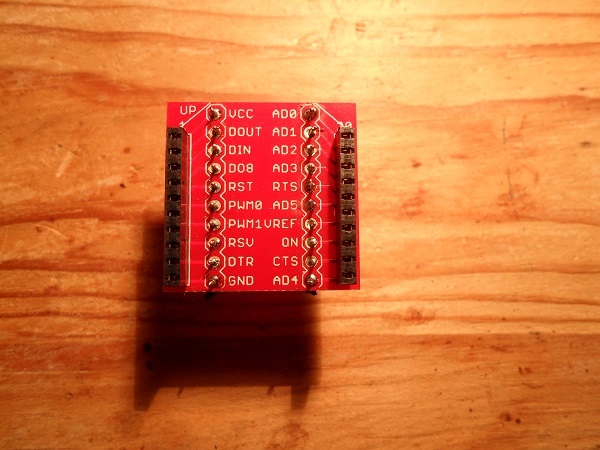 UP
1
VCC AD0
DOUT AD1
DIN AD2
DO8 AD3
RST RTS
PWM0 AD5
PWM1 VREF
RSV ON
DTR CTS
GND AD4